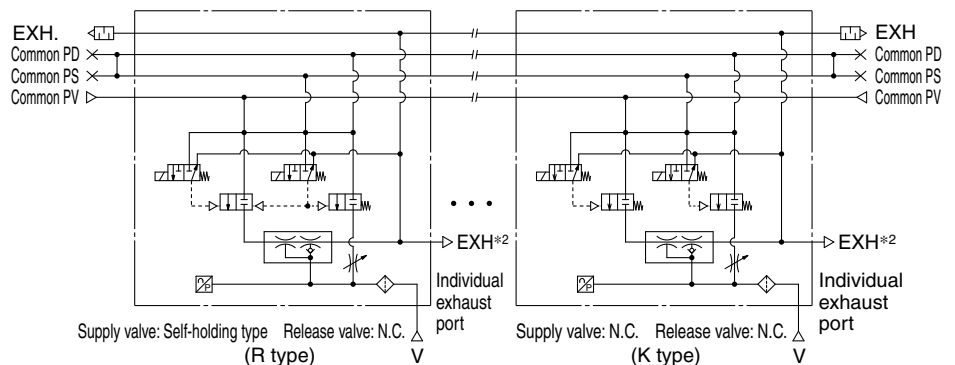 EXH.
Common PD
Common PS
Common PV
EXH
Common PD
Common PS
Common PV
• • •
EXH*2
Individual
exhaust
port
EXH*2
Individual
exhaust
port
P
P
Supply valve: Self-holding type Release valve: N.C.
(R type)
V
Supply valve: N.C. Release valve: N.C.
(K type)
V